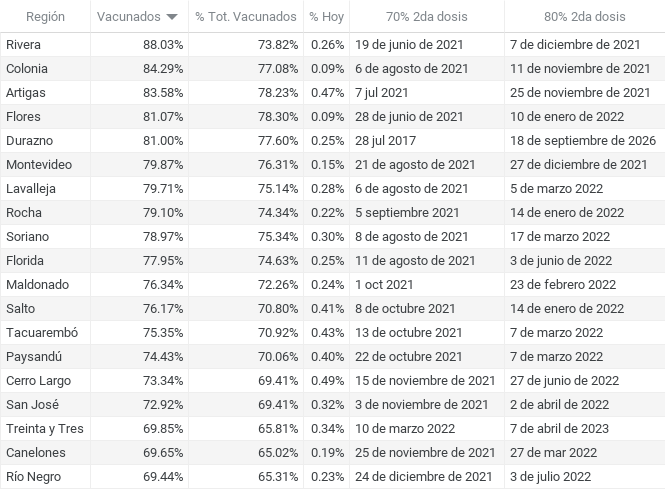 Región Vacunados % Tot. Vacunados % Hoy 70% 2da dosis 80% 2da dosis
Rivera 88.03% 73.82% 0.26% 19 de junio de 2021 7 de diciembre de 2021
Colonia 84.29% 77.08% 0.09% 6 de agosto de 2021 11 de noviembre de 2021
Artigas 83.58% 78.23% 0.47% 7 jul 2021 25 de noviembre de 2021
Flores 81.07% 78.30% 0.09% 28 de junio de 2021 10 de enero de 2022
Durazno 81.00% 77.60% 0.25% 28 jul 2017 18 de septiembre de 2026
Montevideo 79.87% 76.31% 0.15% 21 de agosto de 2021 27 de diciembre de 2021
Lavalleja 79.71% 75.14% 0.28% 6 de agosto de 2021 5 de marzo 2022
Rocha 79.10% 74.34% 0.22% 5 septiembre 2021 14 de enero de 2022
Soriano 78.97% 75.34% 0.30% 8 de agosto de 2021 17 de marzo 2022
Florida 77.95% 74.63% 0.25% 11 de agosto de 2021 3 de junio de 2022
Maldonado 76.34% 72.26% 0.24% 1 oct 2021 23 de febrero 2022
Salto 76.17% 70.80% 0.41% 8 de octubre 2021 14 de enero de 2022
Tacuarembó 75.35% 70.92% 0.43% 13 de octubre 2021 7 de marzo 2022
Paysandú 74.43% 70.06% 0.40% 22 de octubre 2021 7 de marzo 2022
Cerro Largo 73.34% 69.41% 0.49% 15 de noviembre de 2021 27 de junio de 2022
San José 72.92% 69.41% 0.32% 3 de noviembre de 2021 2 de abril de 2022
Treinta y Tres 69.85% 65.81% 0.34% 10 de marzo 2022 7 de abril de 2023
Canelones 69.65% 65.02% 0.19% 25 de noviembre de 2021 27 de mar 2022
Río Negro 69.44% 65.31% 0.23% 24 de diciembre de 2021 3 de julio 2022